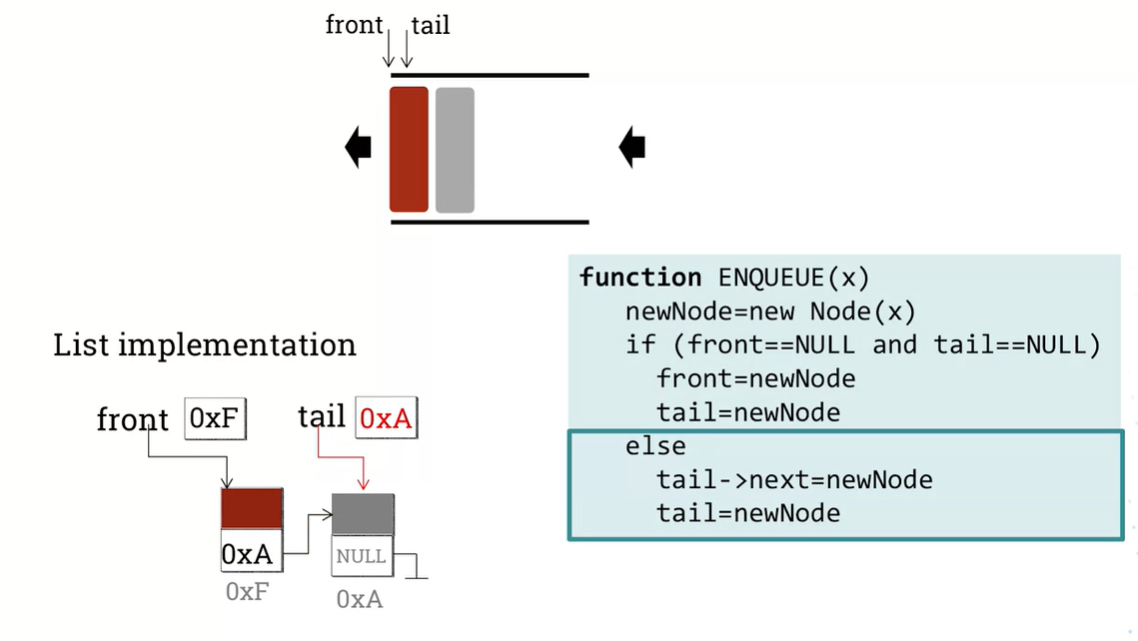 front tail
function ENQUEUE(x)
newNode=new Node(x)
if (front==NULL and tail==NULL)
front=newNode
tail=newNode
else
tail->next=newNode
tail=newNode
List implementation
front 0xF tail 0xA
0xA NULL
0xF 0xA